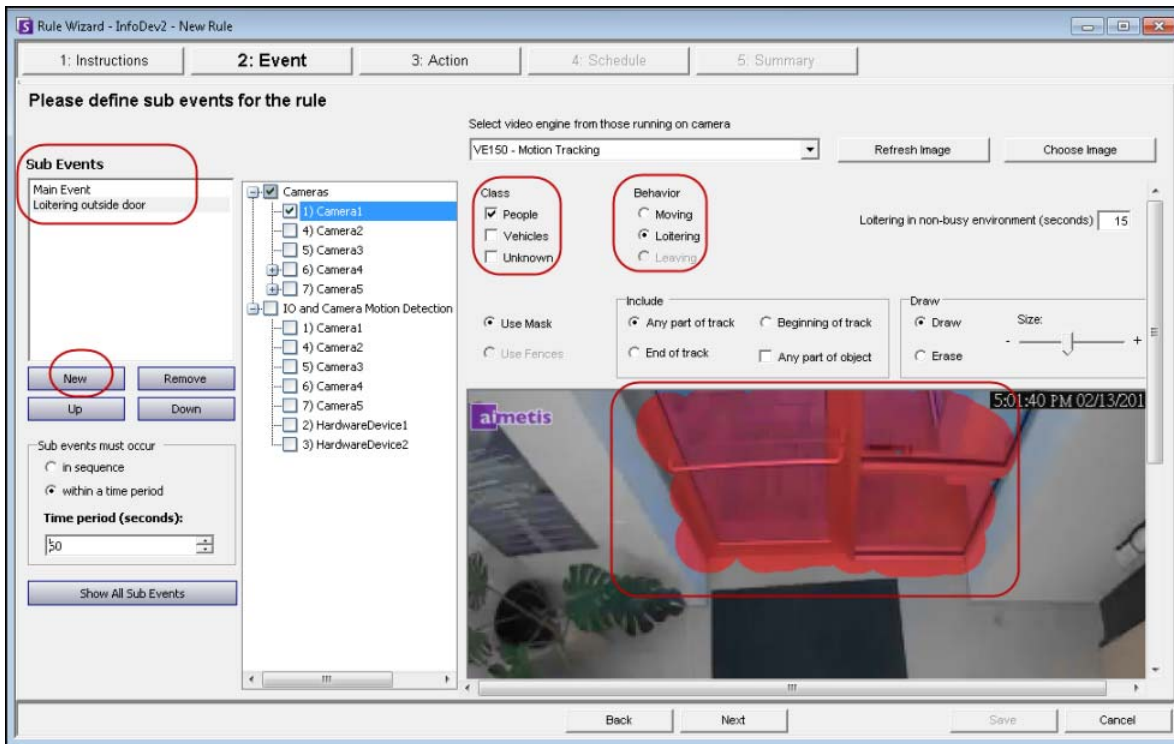 Rule Wizard - InfoDev2 - New Rule
1: Instructions
2: Event
3: Action
4: Schedule
5: Summary
Please define sub events for the rule
Select video engine from those running on camera
VE150 - Motion Tracking
Refresh Image
Choose Image
Sub Events
Main Event
Loitering outside door
New
Remove
Up
Down
Sub events must occur
in sequence
within a time period
Time period (seconds):
Show All Sub Events
Cameras
1) Camera1
4) Camera2
5) Camera3
6) Camera4
7) Camera5
IO and Camera Motion Detection
1) Camera1
4) Camera2
5) Camera3
6) Camera4
7) Camera5
2) HardwareDevice1
3) HardwareDevice2
Class
People
Vehicles
Unknown
Behavior
Moving
Loitering
Leaving
Loitering in non-busy environment (seconds) 15
Use Mask
Use Fences
Include
Any part of track
Beginning of track
End of track
Any part of object
Draw
Draw
Erase
Size:
- +
aimetis
5:01:40 PM 02/13/201
Back
Next
Save
Cancel